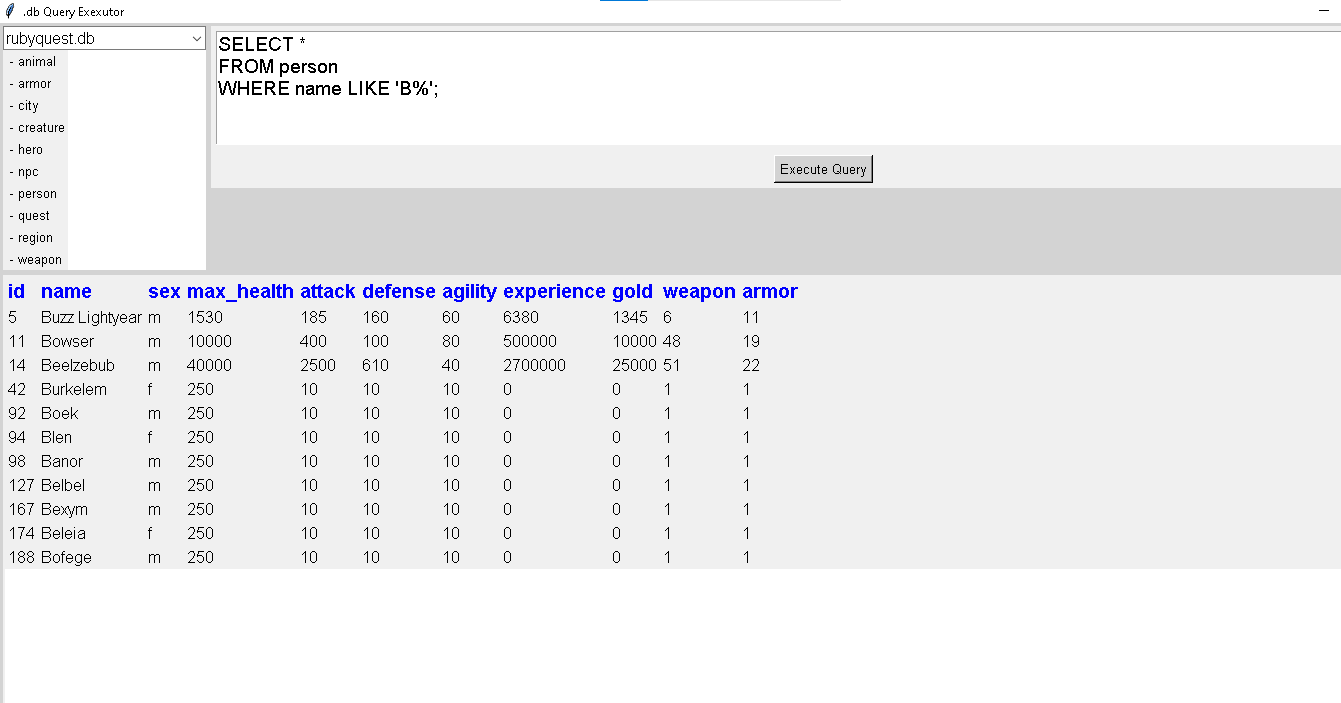 .db Query Exexutor
rubyquest.db
- animal
- armor
- city
- creature
- hero
- npc
- person
- quest
- region
- weapon
SELECT *
FROM person
WHERE name LIKE 'B%';
Execute Query
id name sex max_health attack defense agility experience gold weapon armor
5 Buzz Lightyear m 1530 185 160 60 6380 1345 6 11
11 Bowser m 10000 400 100 80 500000 10000 48 19
14 Beelzebub m 40000 2500 610 40 2700000 25000 51 22
42 Burkelem f 250 10 10 10 0 0 1 1
92 Boek m 250 10 10 10 0 0 1 1
94 Blen f 250 10 10 10 0 0 1 1
98 Banor m 250 10 10 10 0 0 1 1
127 Belbel m 250 10 10 10 0 0 1 1
167 Bexym m 250 10 10 10 0 0 1 1
174 Beleia f 250 10 10 10 0 0 1 1
188 Bofege m 250 10 10 10 0 0 1 1